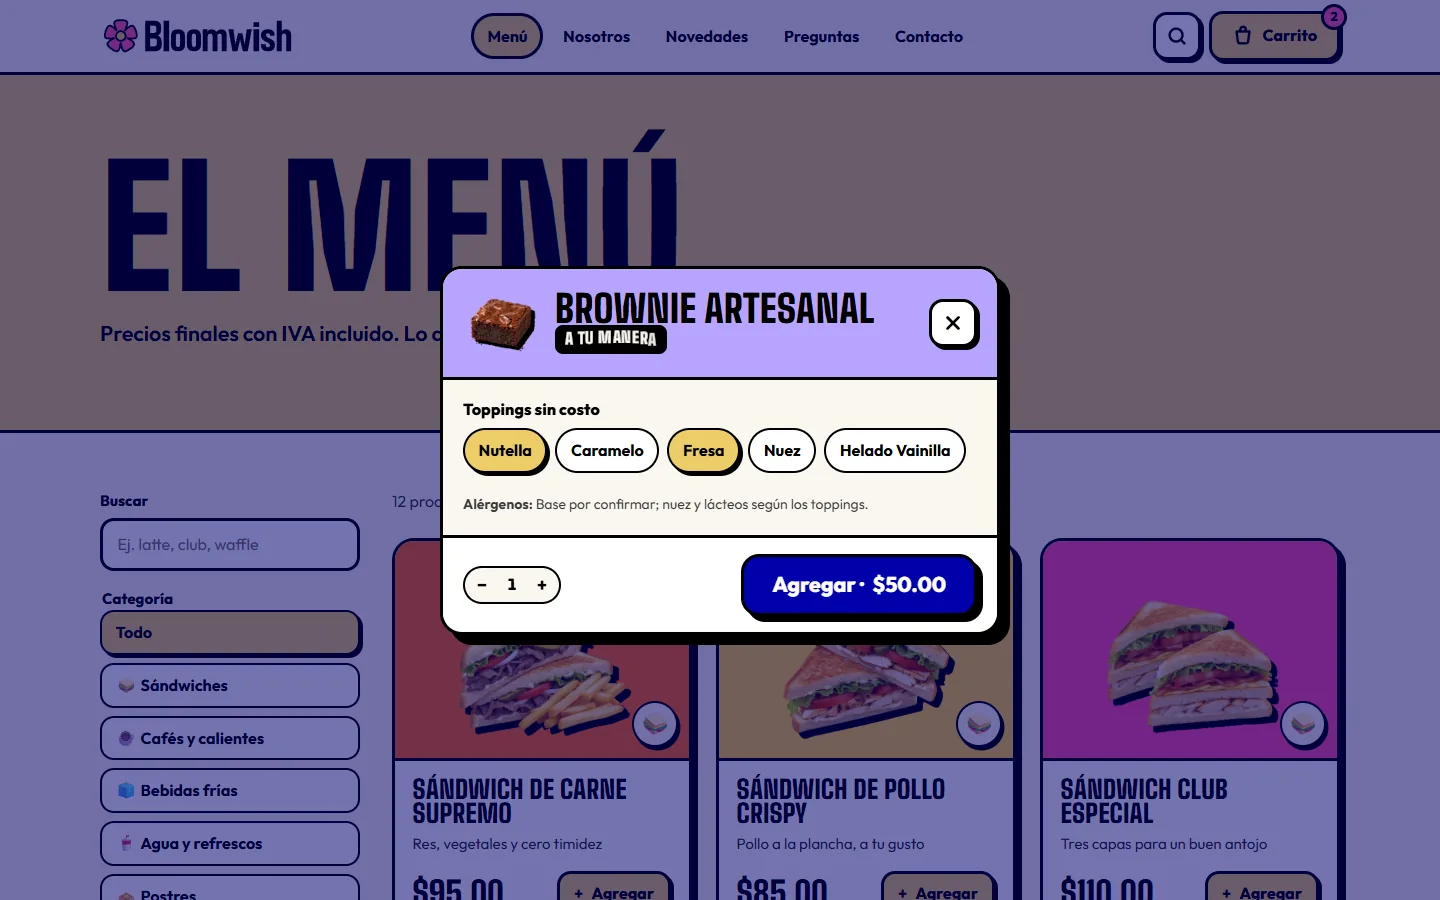 Bloomwish
Menú
Nosotros
Novedades
Preguntas
Contacto
Carrito
2
EL MENÚ
Precios finales con IVA incluido. Lo
BROWNIE ARTESANAL
A TU MANERA
Toppings sin costo
Nutella
Caramelo
Fresa
Nuez
Helado Vainilla
Alérgenos: Base por confirmar; nuez y lácteos según los toppings.
− 1 +
Agregar · $50.00
Buscar
Ej. latte, club, waffle
Categoría
Todo
Sándwiches
Cafés y calientes
Bebidas frías
Agua y refrescos
Postres
12
SÁNDWICH DE CARNE
SUPREMO
Res, vegetales y cero timidez
$95.00
+ Agregar
SÁNDWICH DE POLLO
CRISPY
Pollo a la plancha, a tu gusto
$85.00
+ Agregar
SÁNDWICH CLUB
ESPECIAL
Tres capas para un buen antojo
$110.00
+ Agregar